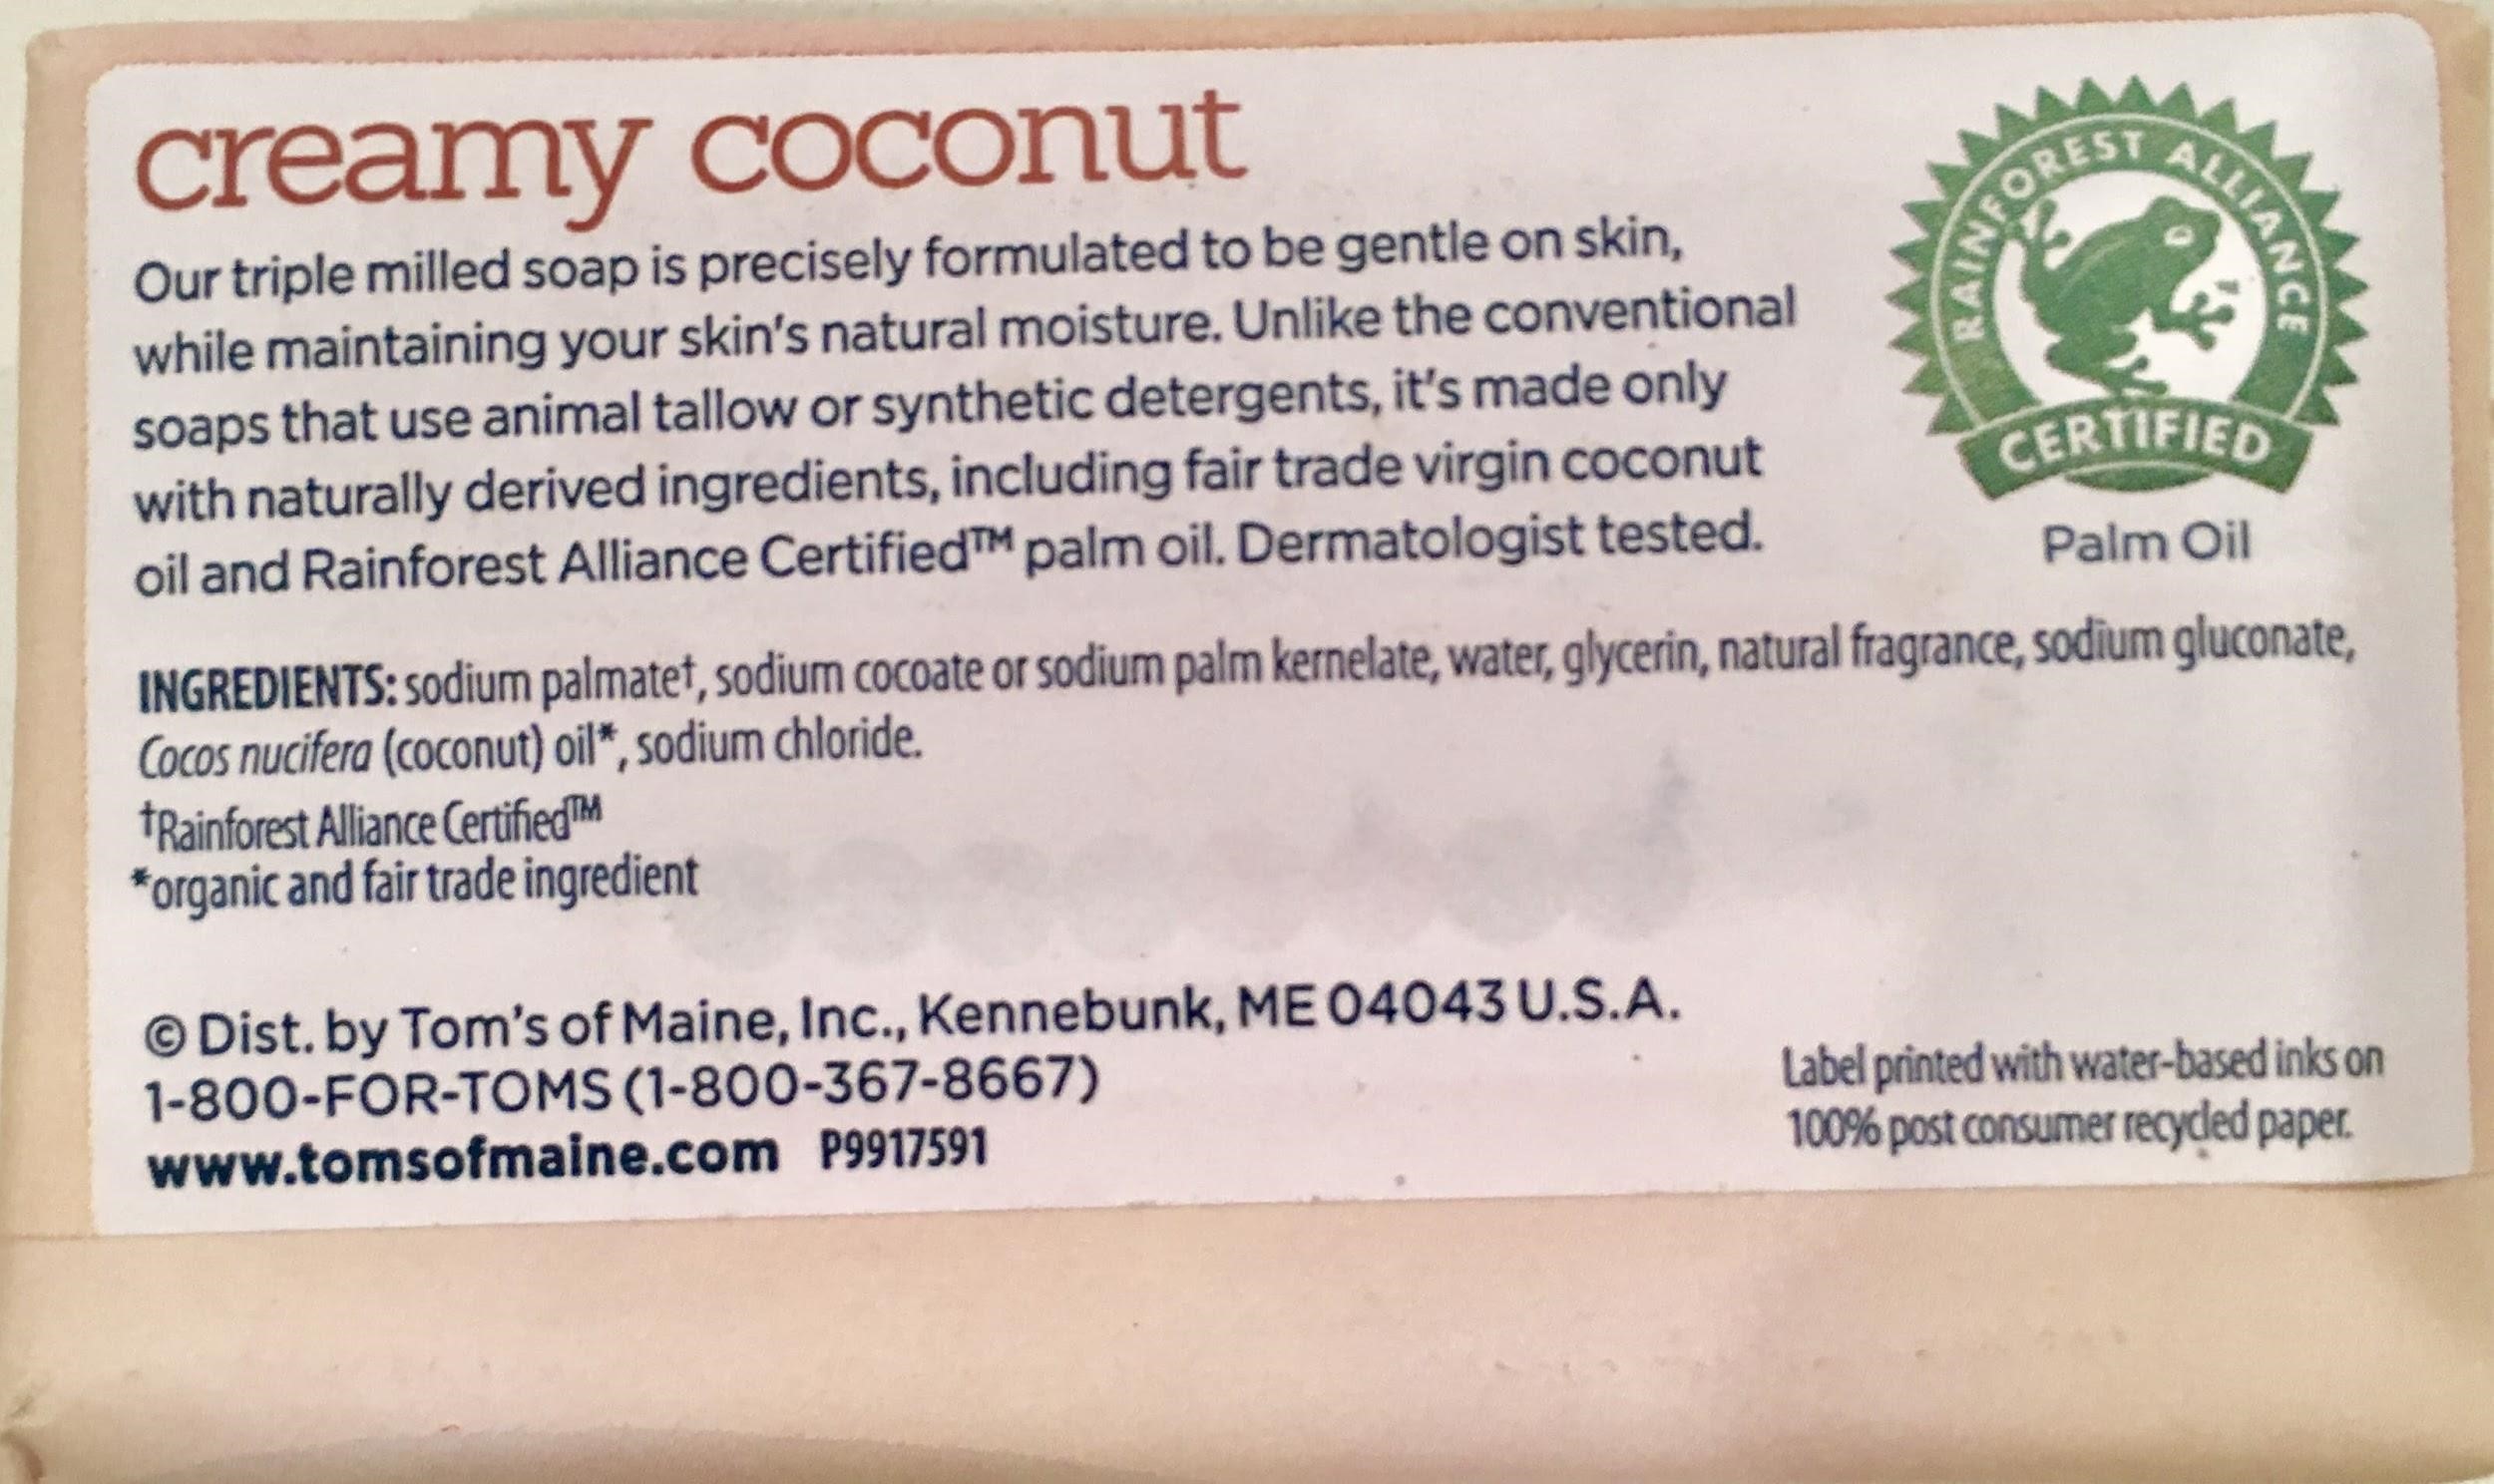 creamy coconut
Our triple milled soap is precisely formulated to be gentle on skin,
while maintaining your skin's natural moisture. Unlike the conventional
soaps that use animal tallow or synthetic detergents, it's made only
with naturally derived ingredients, including fair trade virgin coconut
oil and Rainforest Alliance Certified™ palm oil. Dermatologist tested.
RAINFOREST ALLIANCE
CERTIFIED
Palm Oil
INGREDIENTS: sodium palmate†, sodium cocoate or sodium palm kernelate, water, glycerin, natural fragrance, sodium gluconate,
Cocos nucifera (coconut) oil*, sodium chloride.
†Rainforest Alliance Certified™
*organic and fair trade ingredient
© Dist. by Tom's of Maine, Inc., Kennebunk, ME 04043 U.S.A.
1-800-FOR-TOMS (1-800-367-8667)
www.tomsofmaine.com P9917591
Label printed with water-based inks on
100% post consumer recycled paper.